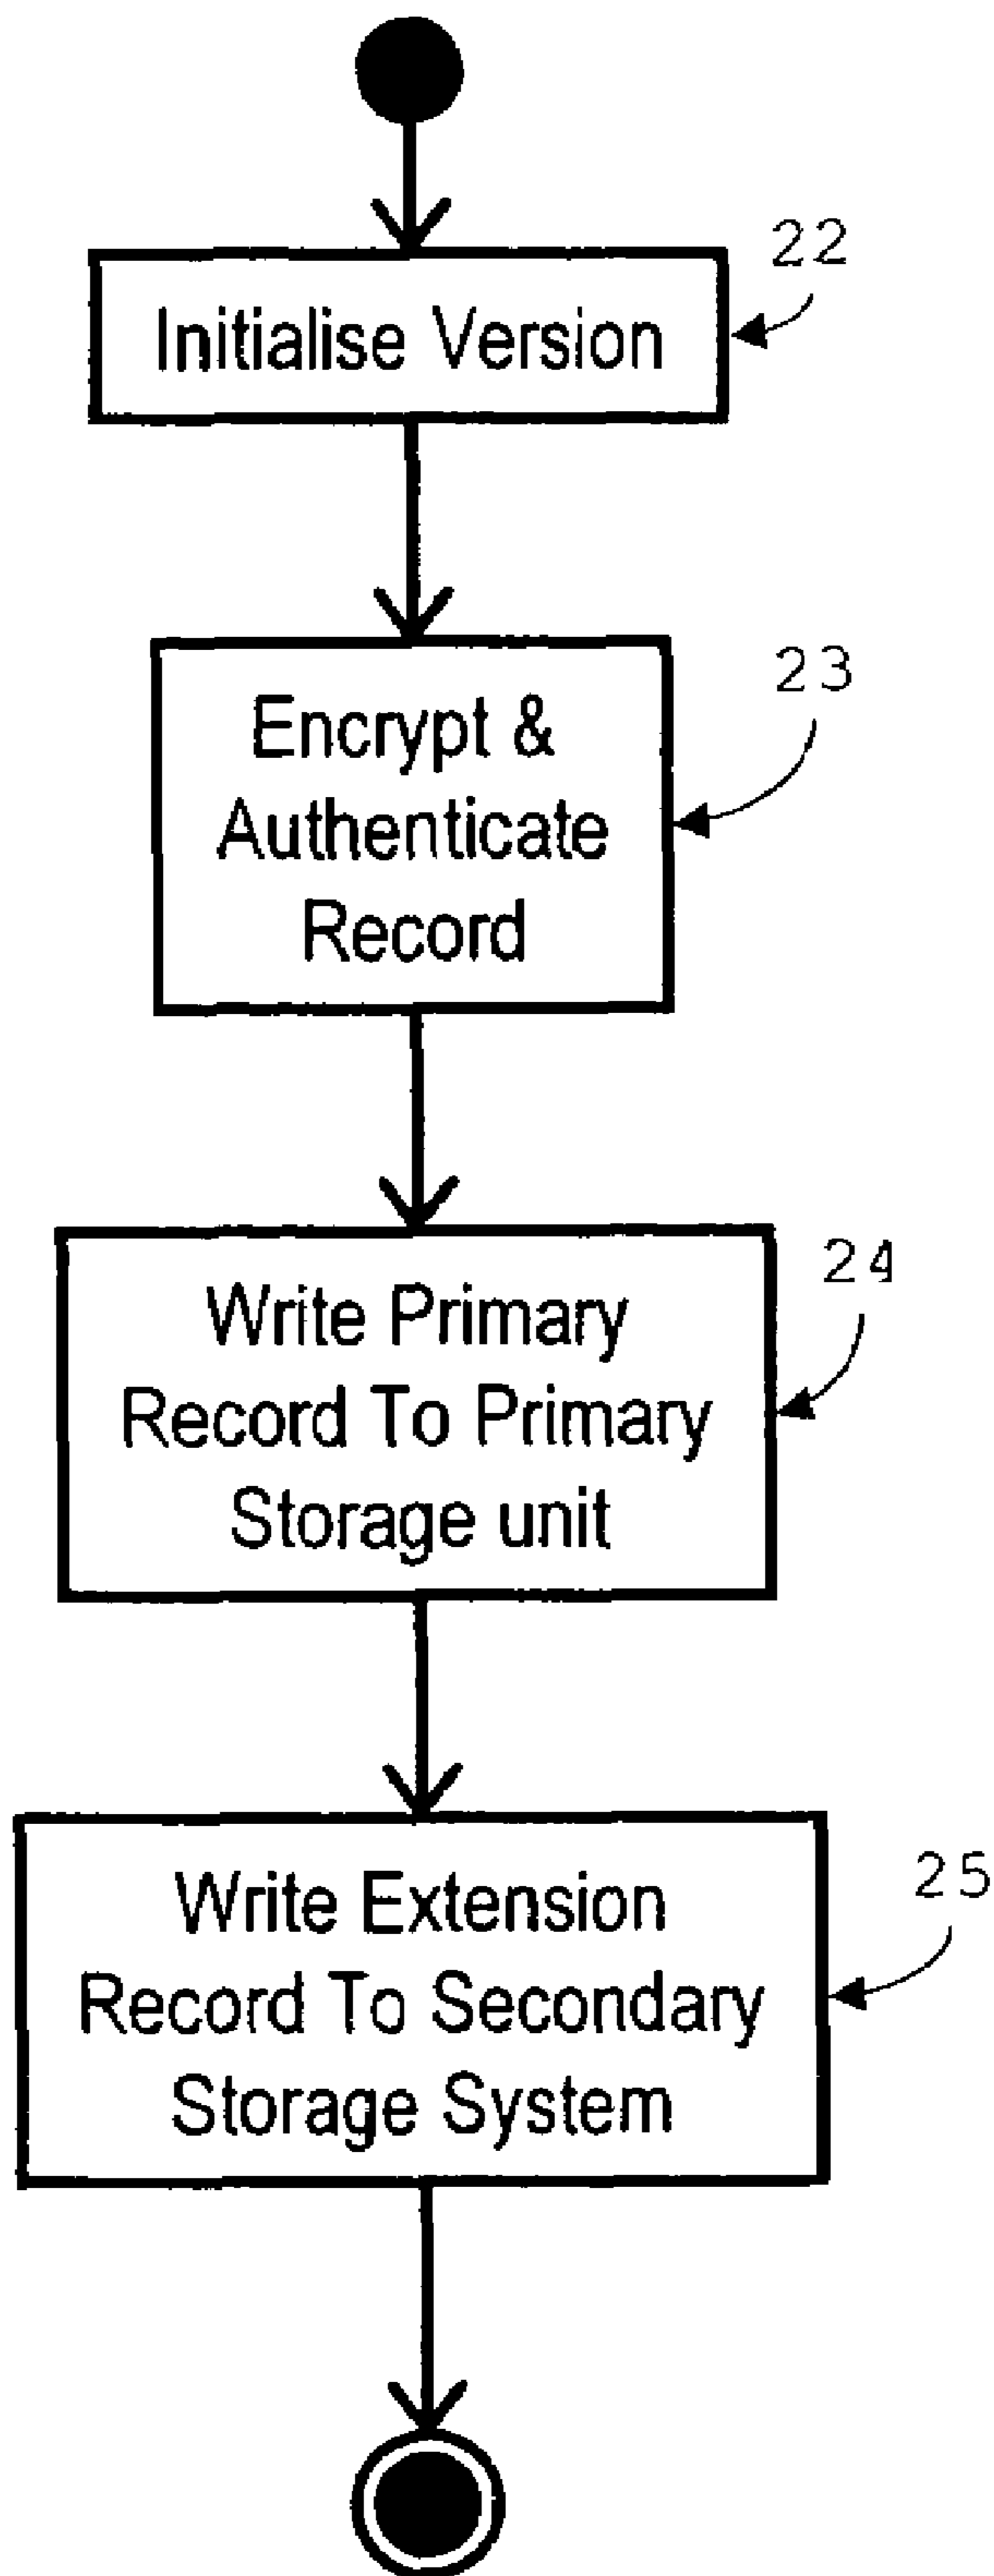 22
Initialise Version
23
Encrypt &
Authenticate
Record
24
Write Primary
Record To Primary
Storage unit
25
Write Extension
Record To Secondary
Storage System